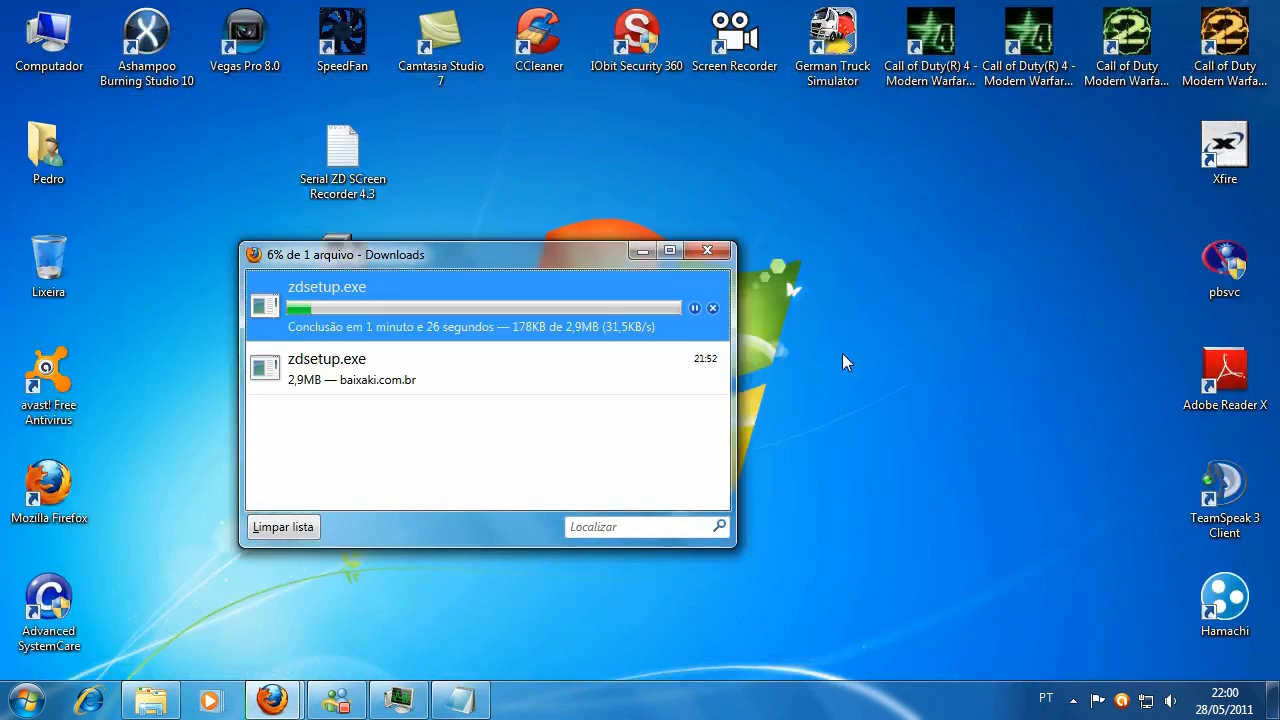 Computador
Ashampoo
Burning Studio 10
Vegas Pro 8.0
SpeedFan
Camtasia Studio
7
CCleaner
IObit Security 360
Screen Recorder
German Truck
Simulator
Call of Duty(R) 4 -
Modern Warfar...
Call of Duty(R) 4 -
Modern Warfar...
Call of Duty
Modern Warfa...
Call of Duty
Modern Warfa...
Pedro
Serial ZD SCreen
Recorder 4.3
Xfire
Lixeira
pbsvc
6% de 1 arquivo - Downloads
zdsetup.exe
Conclusão em 1 minuto e 26 segundos — 178KB de 2,9MB (31,5KB/s)
zdsetup.exe
21:52
2,9MB — baixaki.com.br
Limpar lista
Localizar
avast! Free
Antivirus
Adobe Reader X
Mozilla Firefox
TeamSpeak 3
Client
Advanced
SystemCare
Hamachi
PT
22:00
28/05/2011